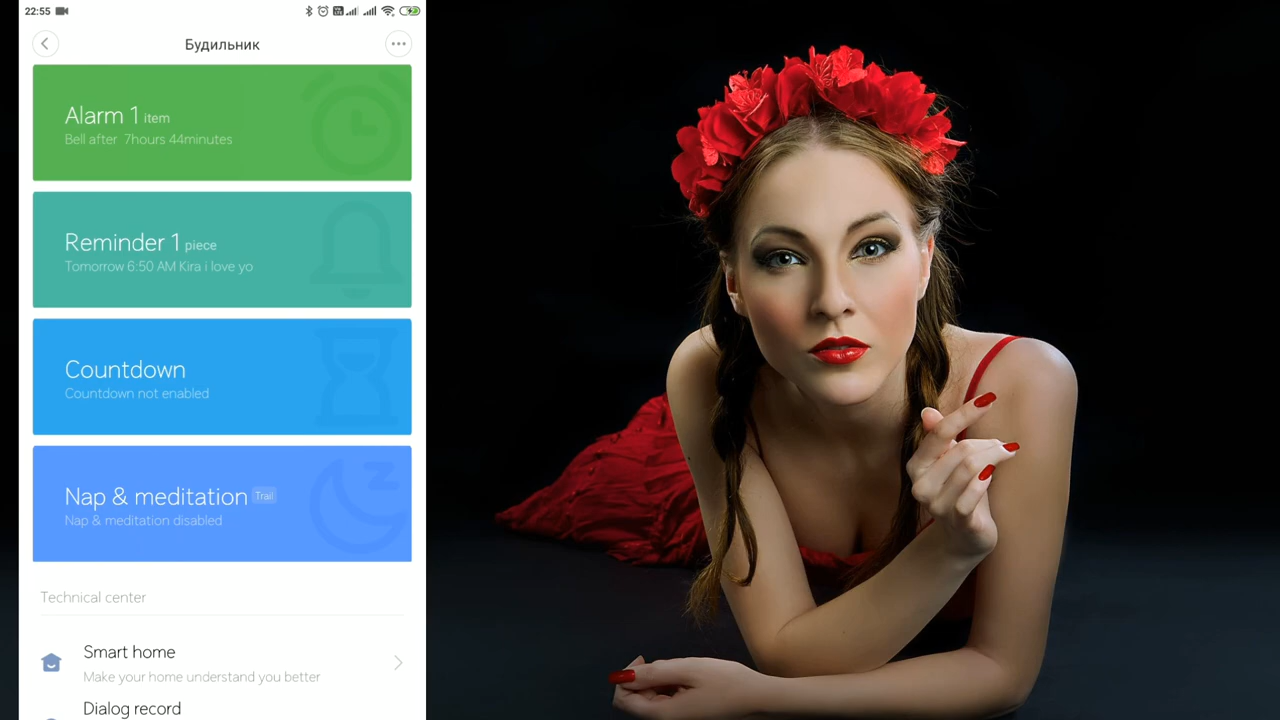 22:55
Будильник
Alarm 1 item
Bell after 7hours 44minutes
Reminder 1 piece
Tomorrow 6:50 AM Kira i love yo
Countdown
Countdown not enabled
Nap & meditation Trail
Nap & meditation disabled
Technical center
Smart home
Make your home understand you better
Dialog record